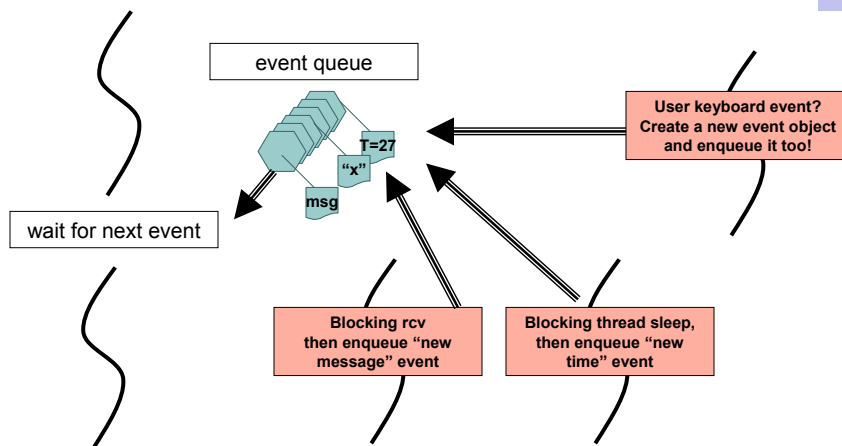 event queue
User keyboard event?
Create a new event object
and enqueue it too!
T=27
“x”
msg
wait for next event
Blocking rcv
then enqueue “new
message” event
Blocking thread sleep,
then enqueue “new
time” event